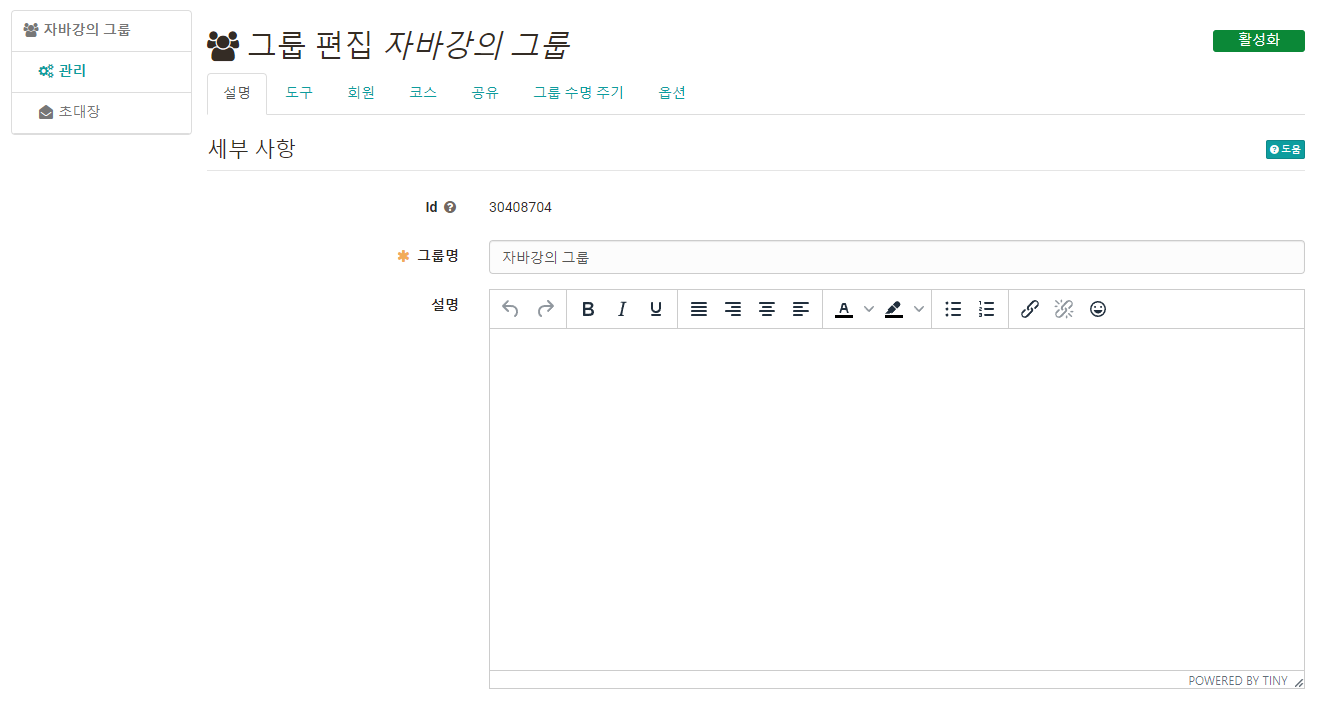 자바강의 그룹
관리
초대장
그룹 편집 자바강의 그룹
활성화
설명 도구 회원 코스 공유 그룹 수명 주기 옵션
세부 사항
도움
Id 30408704
그룹명 자바강의 그룹
설명
POWERED BY TINY